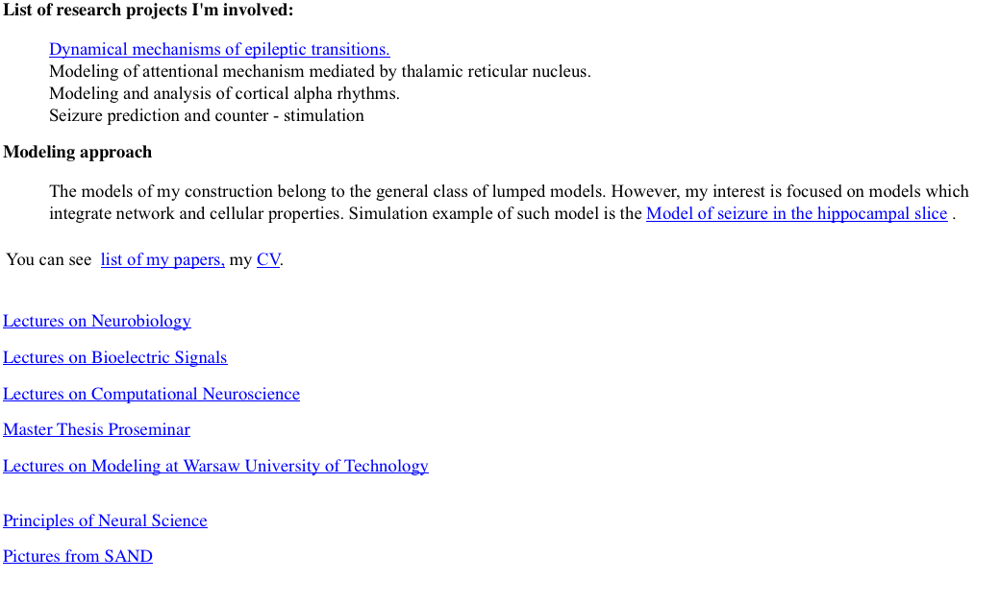 List of research projects I'm involved:
Dynamical mechanisms of epileptic transitions.
Modeling of attentional mechanism mediated by thalamic reticular nucleus.
Modeling and analysis of cortical alpha rhythms.
Seizure prediction and counter - stimulation
Modeling approach
The models of my construction belong to the general class of lumped models. However, my interest is focused on models which
integrate network and cellular properties. Simulation example of such model is the Model of seizure in the hippocampal slice .
You can see list of my papers, my CV.
Lectures on Neurobiology
Lectures on Bioelectric Signals
Lectures on Computational Neuroscience
Master Thesis Proseminar
Lectures on Modeling at Warsaw University of Technology
Principles of Neural Science
Pictures from SAND